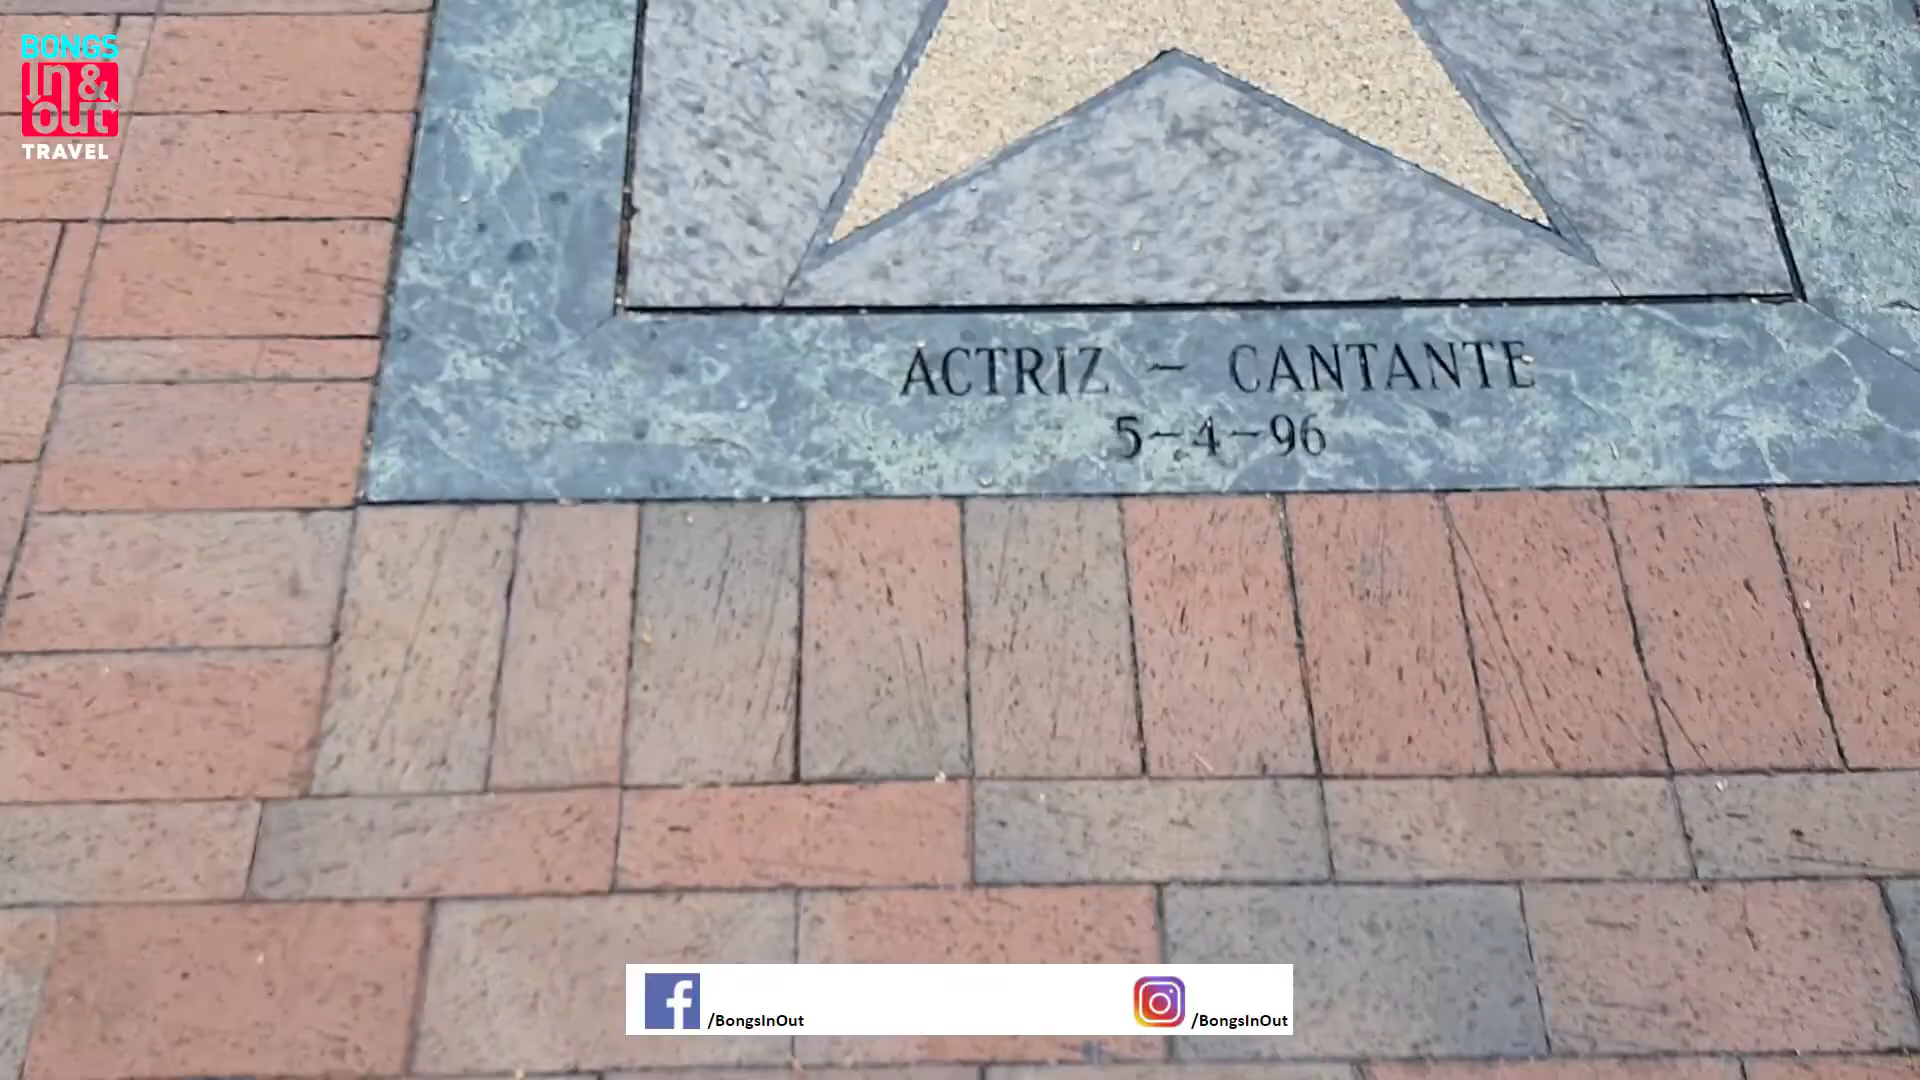 BONGS
in &
out
TRAVEL
ACTRIZ - CANTANTE
5-4-96
/BongsInOut
/BongsInOut